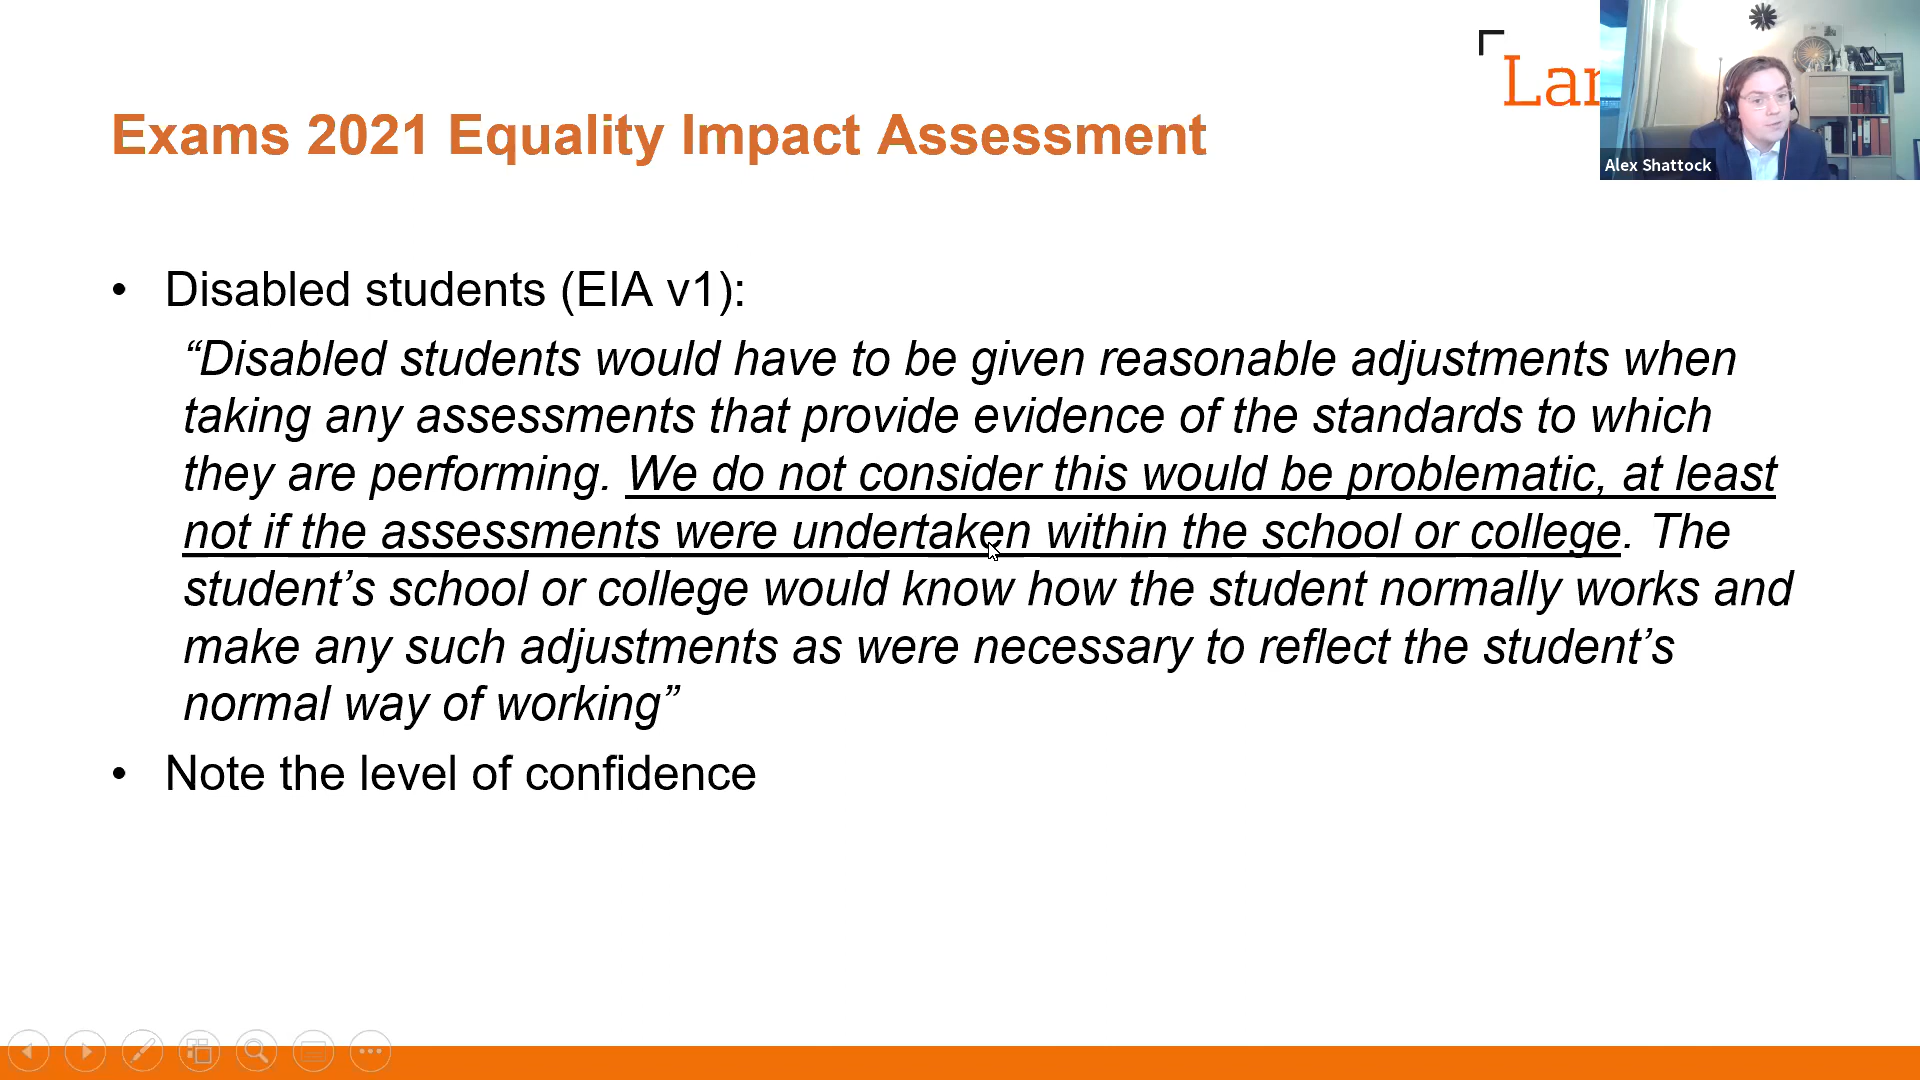 Lan
Exams 2021 Equality Impact Assessment
Alex Shattock
• Disabled students (EIA v1):
“Disabled students would have to be given reasonable adjustments when
taking any assessments that provide evidence of the standards to which
they are performing. We do not consider this would be problematic, at least
not if the assessments were undertaken within the school or college. The
student’s school or college would know how the student normally works and
make any such adjustments as were necessary to reflect the student’s
normal way of working”
• Note the level of confidence